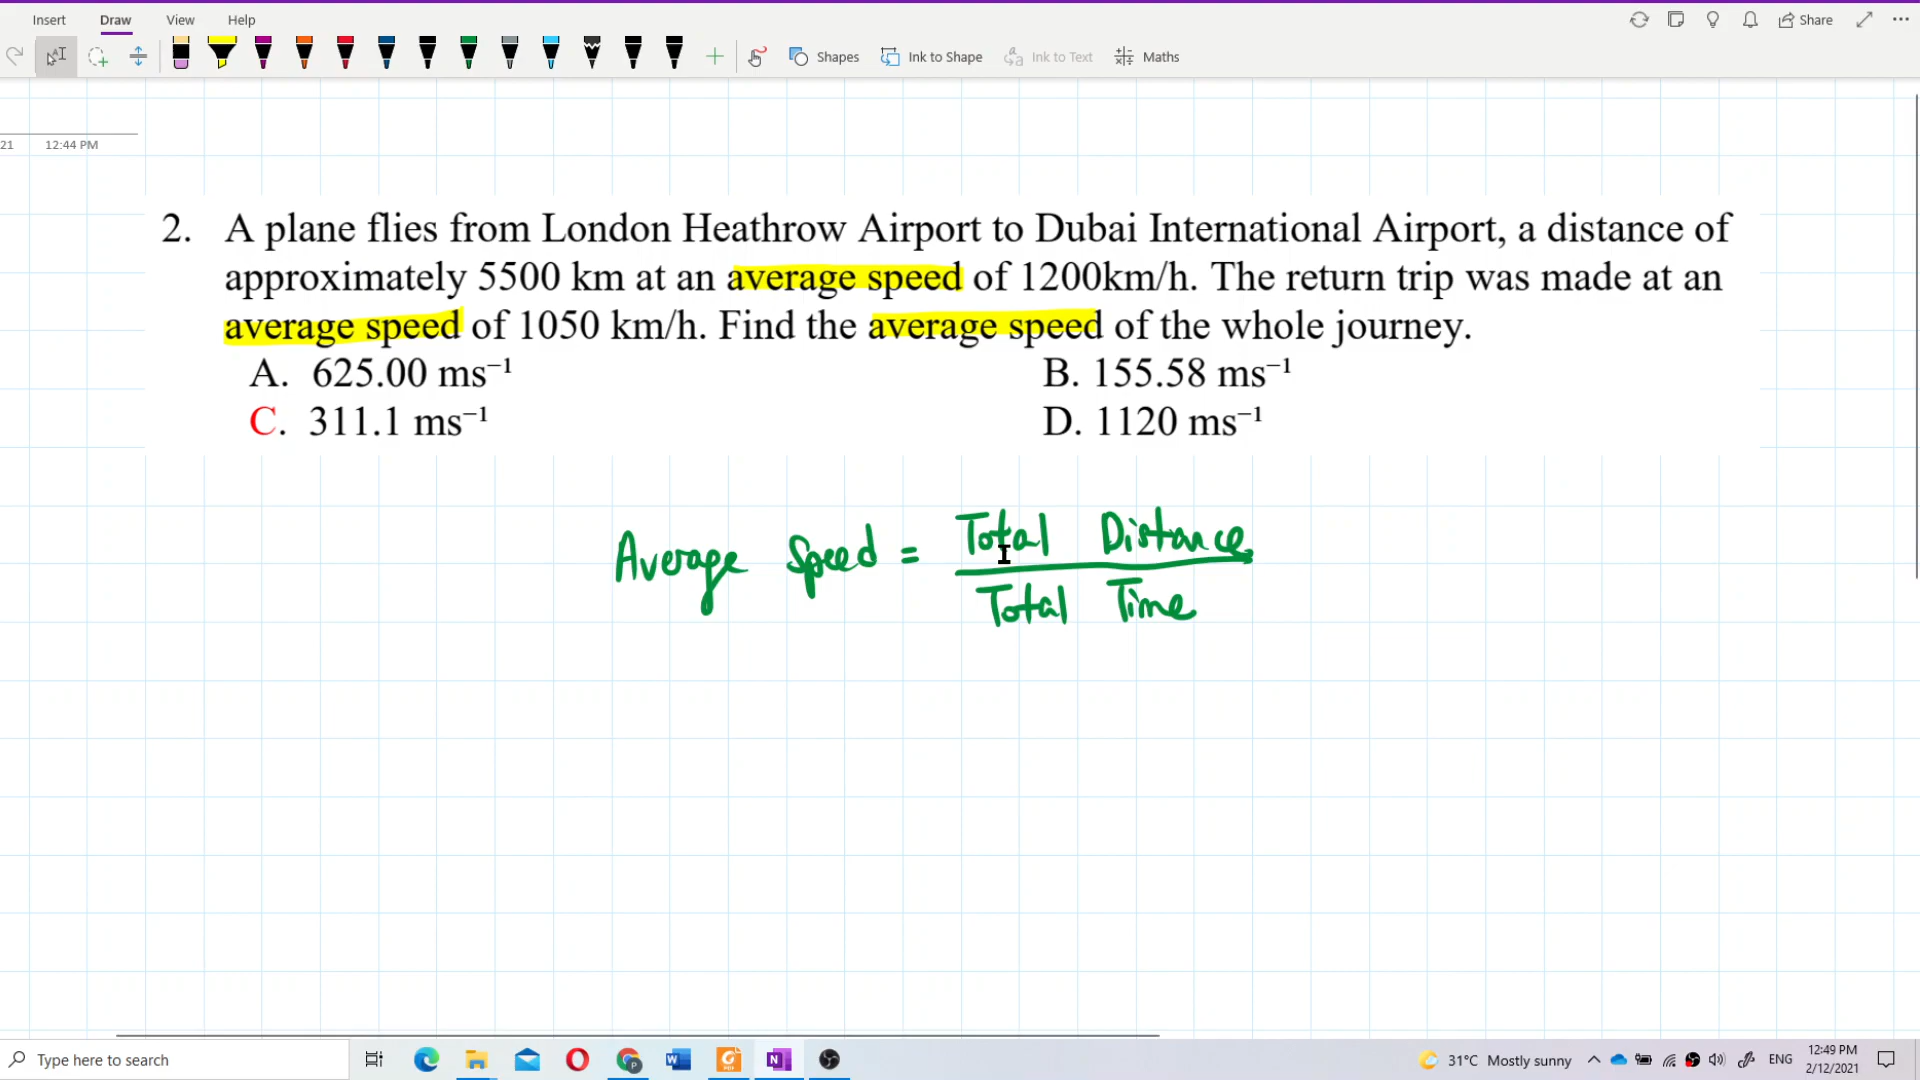 Insert Draw View Help Share
Shapes Ink to Shape Ink to Text Maths
21 12:44 PM
2. A plane flies from London Heathrow Airport to Dubai International Airport, a distance of
approximately 5500 km at an average speed of 1200km/h. The return trip was made at an
average speed of 1050 km/h. Find the average speed of the whole journey.
A. 625.00 ms⁻¹ B. 155.58 ms⁻¹
C. 311.1 ms⁻¹ D. 1120 ms⁻¹
Average Speed = Total Distance
Total Time
Type here to search 31°C Mostly sunny ENG 12:49 PM
2/12/2021